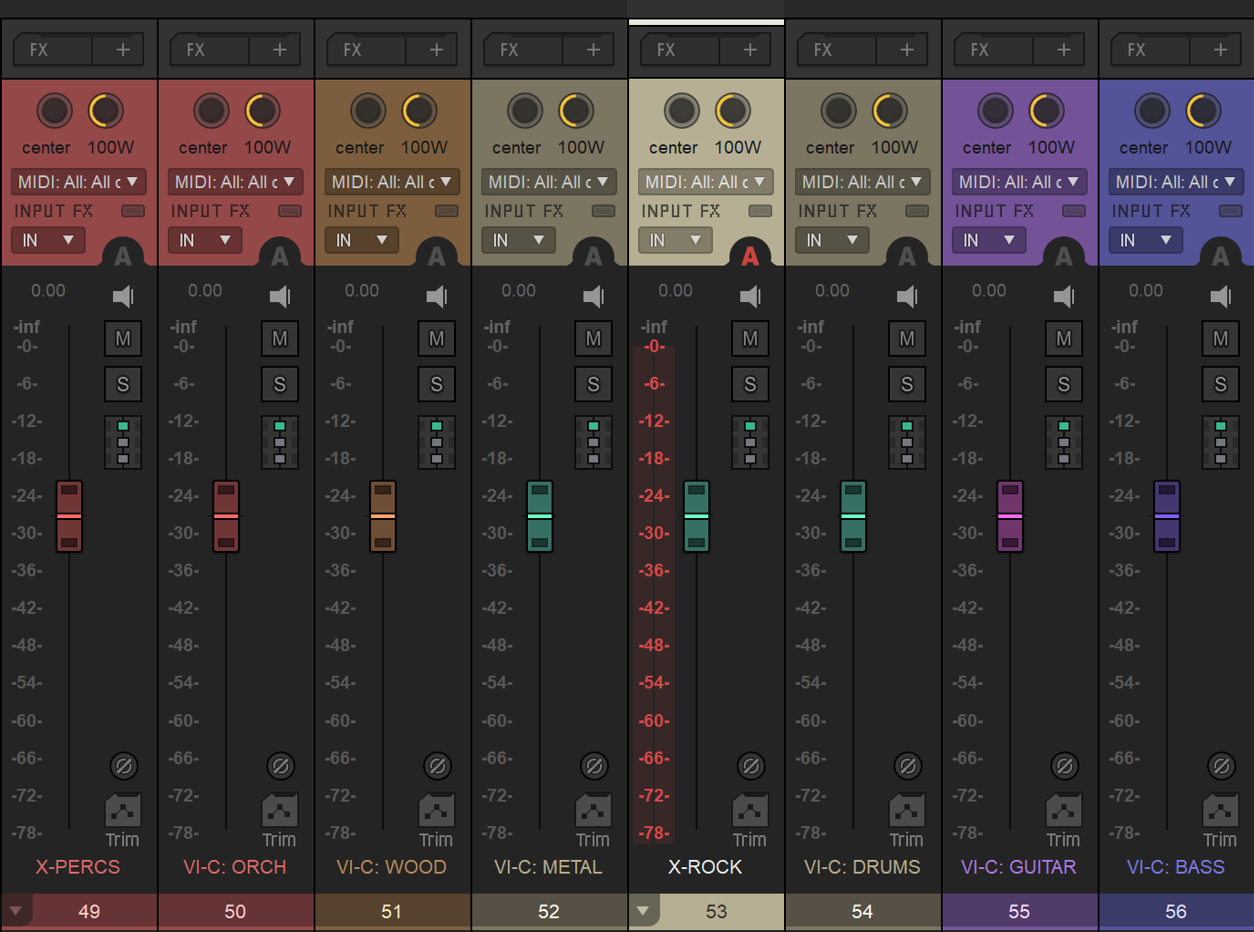 FX + FX + FX + FX + FX + FX + FX + FX +
center 100W center 100W center 100W center 100W center 100W center 100W center 100W center 100W
MIDI: All: All c MIDI: All: All c MIDI: All: All c MIDI: All: All c MIDI: All: All c MIDI: All: All c MIDI: All: All c MIDI: All: All c
INPUT FX INPUT FX INPUT FX INPUT FX INPUT FX INPUT FX INPUT FX INPUT FX
IN A IN A IN A IN A IN A IN A IN A IN A
0.00 0.00 0.00 0.00 0.00 0.00 0.00 0.00
-inf -inf -inf -inf -inf -inf -inf -inf
-0- M -0- M -0- M -0- M -0- M -0- M -0- M -0- M
-6- S -6- S -6- S -6- S -6- S -6- S -6- S -6- S
-12- -12- -12- -12- -12- -12- -12- -12-
-18- -18- -18- -18- -18- -18- -18- -18-
-24- -24- -24- -24- -24- -24- -24- -24-
-30- -30- -30- -30- -30- -30- -30- -30-
-36- -36- -36- -36- -36- -36- -36- -36-
-42- -42- -42- -42- -42- -42- -42- -42-
-48- -48- -48- -48- -48- -48- -48- -48-
-54- -54- -54- -54- -54- -54- -54- -54-
-60- -60- -60- -60- -60- -60- -60- -60-
-66- -66- -66- -66- -66- -66- -66- -66-
-72- -72- -72- -72- -72- -72- -72- -72-
-78- Trim -78- Trim -78- Trim -78- Trim -78- Trim -78- Trim -78- Trim -78- Trim
X-PERCS VI-C: ORCH VI-C: WOOD VI-C: METAL X-ROCK VI-C: DRUMS VI-C: GUITAR VI-C: BASS
49 50 51 52 53 54 55 56